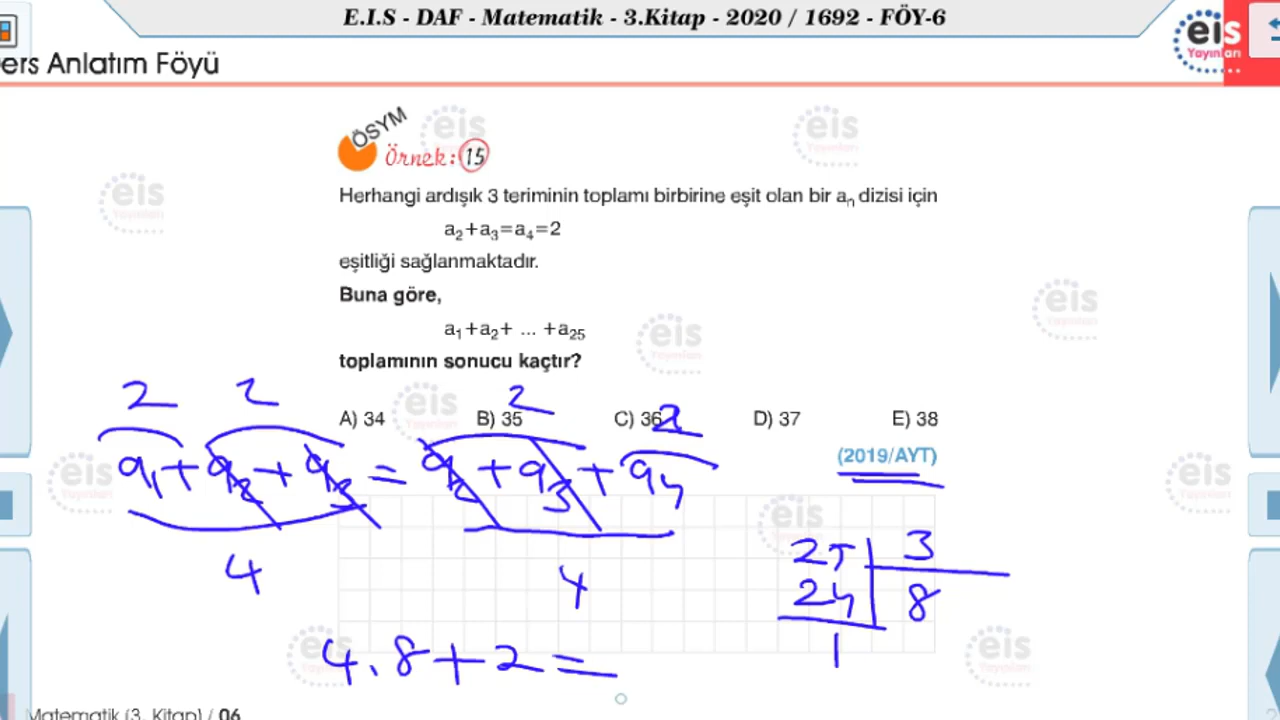 E.I.S - DAF - Matematik - 3.Kitap - 2020 / 1692 - FÖY-6
eis
Yayınları
ers Anlatım Föyü
ÖSYM
Örnek: 15
Herhangi ardışık 3 teriminin toplamı birbirine eşit olan bir aₙ dizisi için
a₂+a₃=a₄=2
eşitliği sağlanmaktadır.
Buna göre,
a₁+a₂+ ... +a₂₅
toplamının sonucu kaçtır?
A) 34 B) 35 C) 36 D) 37 E) 38
(2019/AYT)
2 2 2 2
a₁+a₂+a₃ = a₂+a₃+a₄
4 4
25 3
24 8
1
4.8+2=
Matematik (3. Kitap) / 06